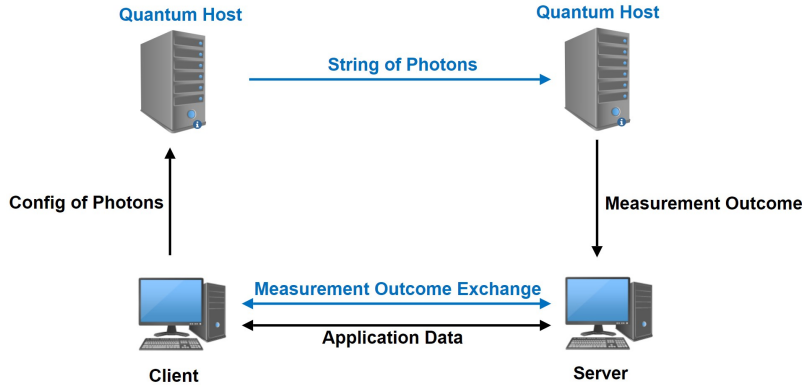 Quantum Host
Quantum Host
String of Photons
Config of Photons
Measurement Outcome
Measurement Outcome Exchange
Application Data
Client
Server